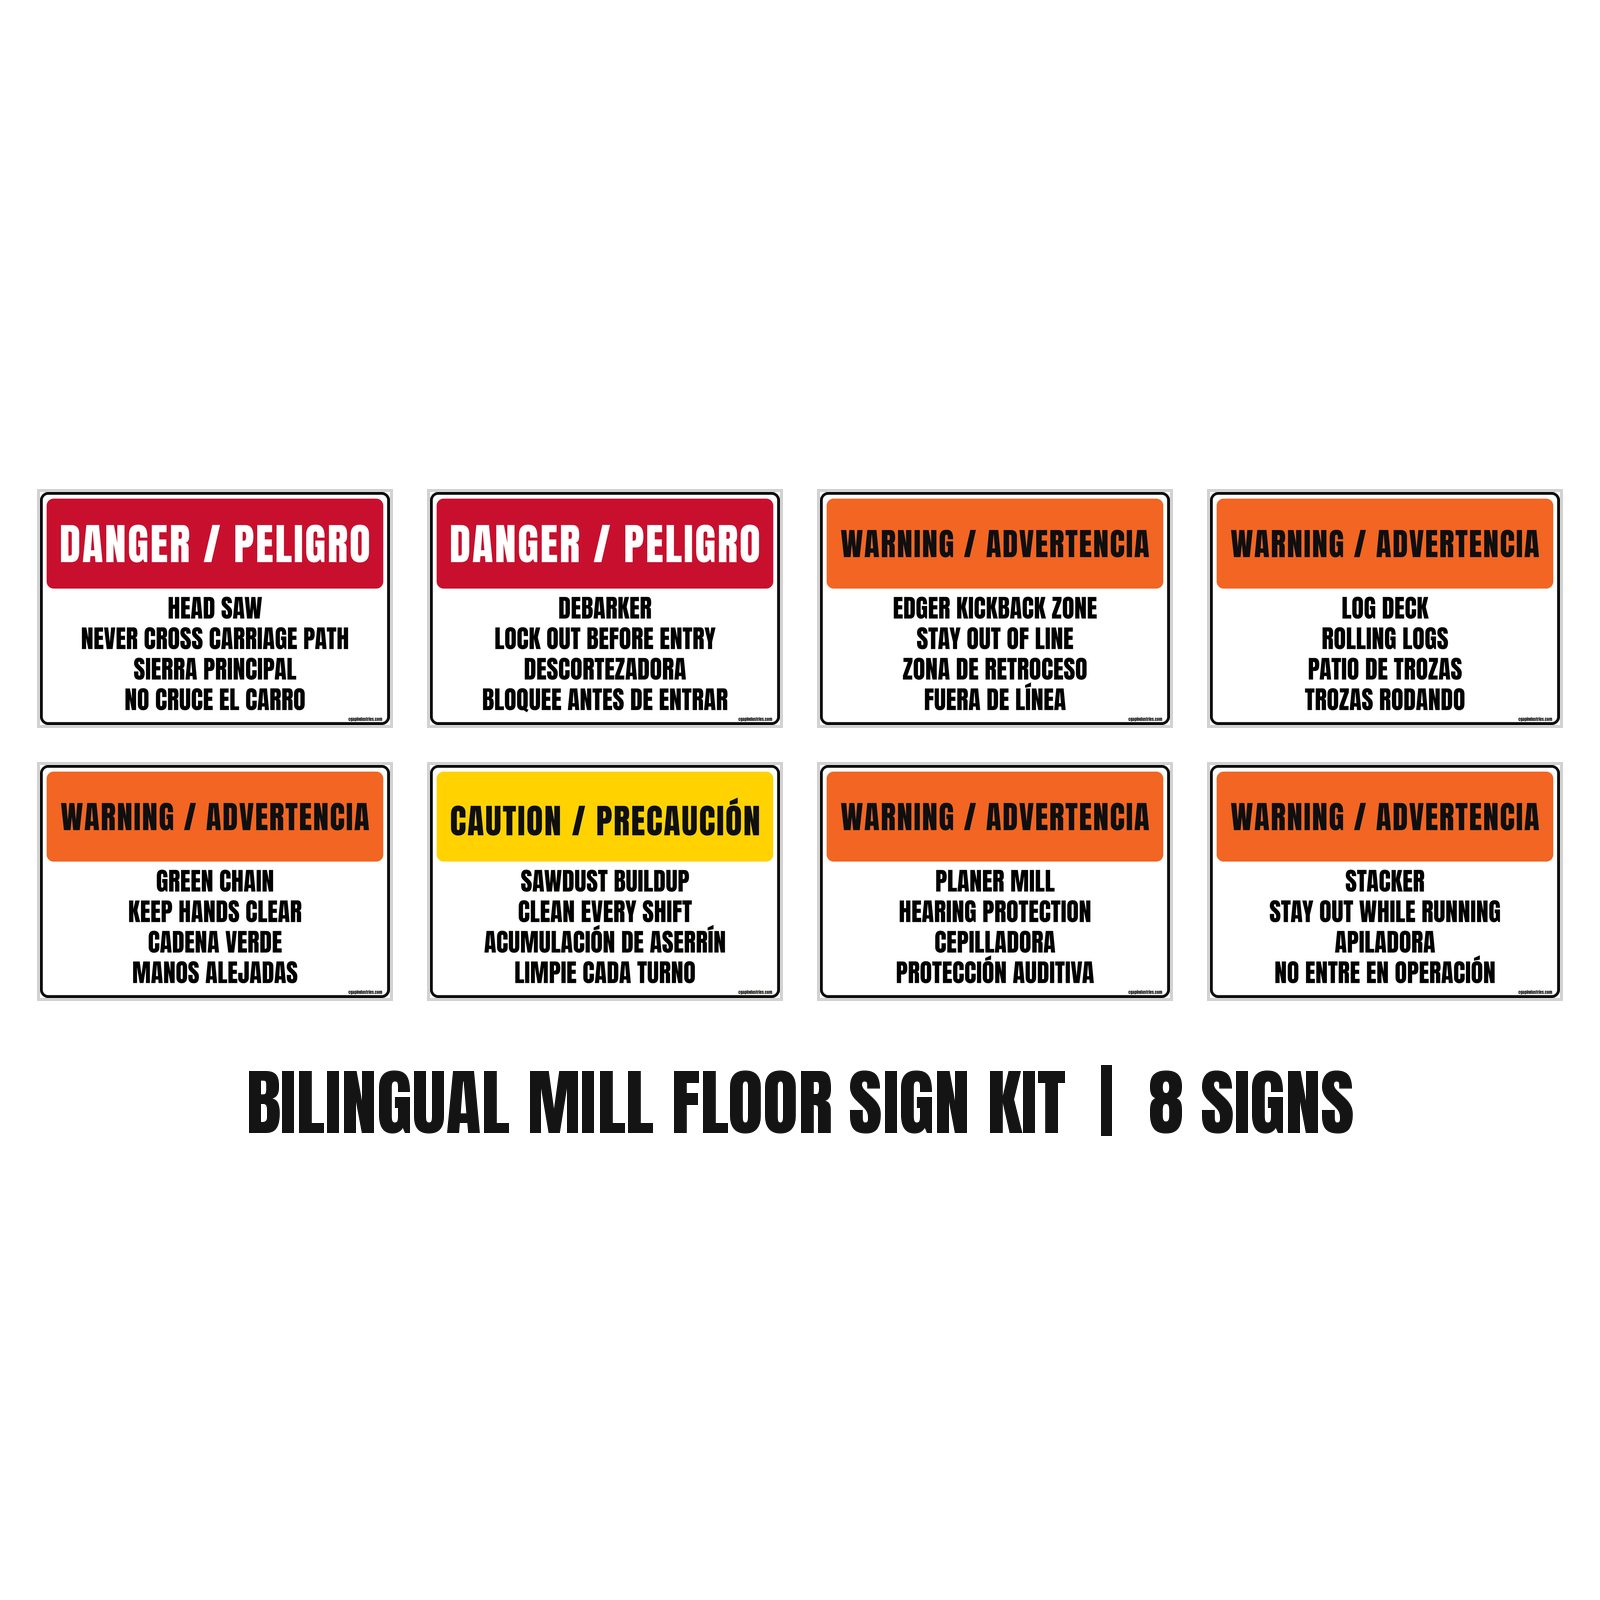 DANGER / PELIGRO
HEAD SAW
NEVER CROSS CARRIAGE PATH
SIERRA PRINCIPAL
NO CRUCE EL CARRO
DANGER / PELIGRO
DEBARKER
LOCK OUT BEFORE ENTRY
DESCORTEZADORA
BLOQUEE ANTES DE ENTRAR
WARNING / ADVERTENCIA
EDGER KICKBACK ZONE
STAY OUT OF LINE
ZONA DE RETROCESO
FUERA DE LÍNEA
WARNING / ADVERTENCIA
LOG DECK
ROLLING LOGS
PATIO DE TROZAS
TROZAS RODANDO
WARNING / ADVERTENCIA
GREEN CHAIN
KEEP HANDS CLEAR
CADENA VERDE
MANOS ALEJADAS
CAUTION / PRECAUCIÓN
SAWDUST BUILDUP
CLEAN EVERY SHIFT
ACUMULACIÓN DE ASERRÍN
LIMPIE CADA TURNO
WARNING / ADVERTENCIA
PLANER MILL
HEARING PROTECTION
CEPILLADORA
PROTECCIÓN AUDITIVA
WARNING / ADVERTENCIA
STACKER
STAY OUT WHILE RUNNING
APILADORA
NO ENTRE EN OPERACIÓN
BILINGUAL MILL FLOOR SIGN KIT | 8 SIGNS